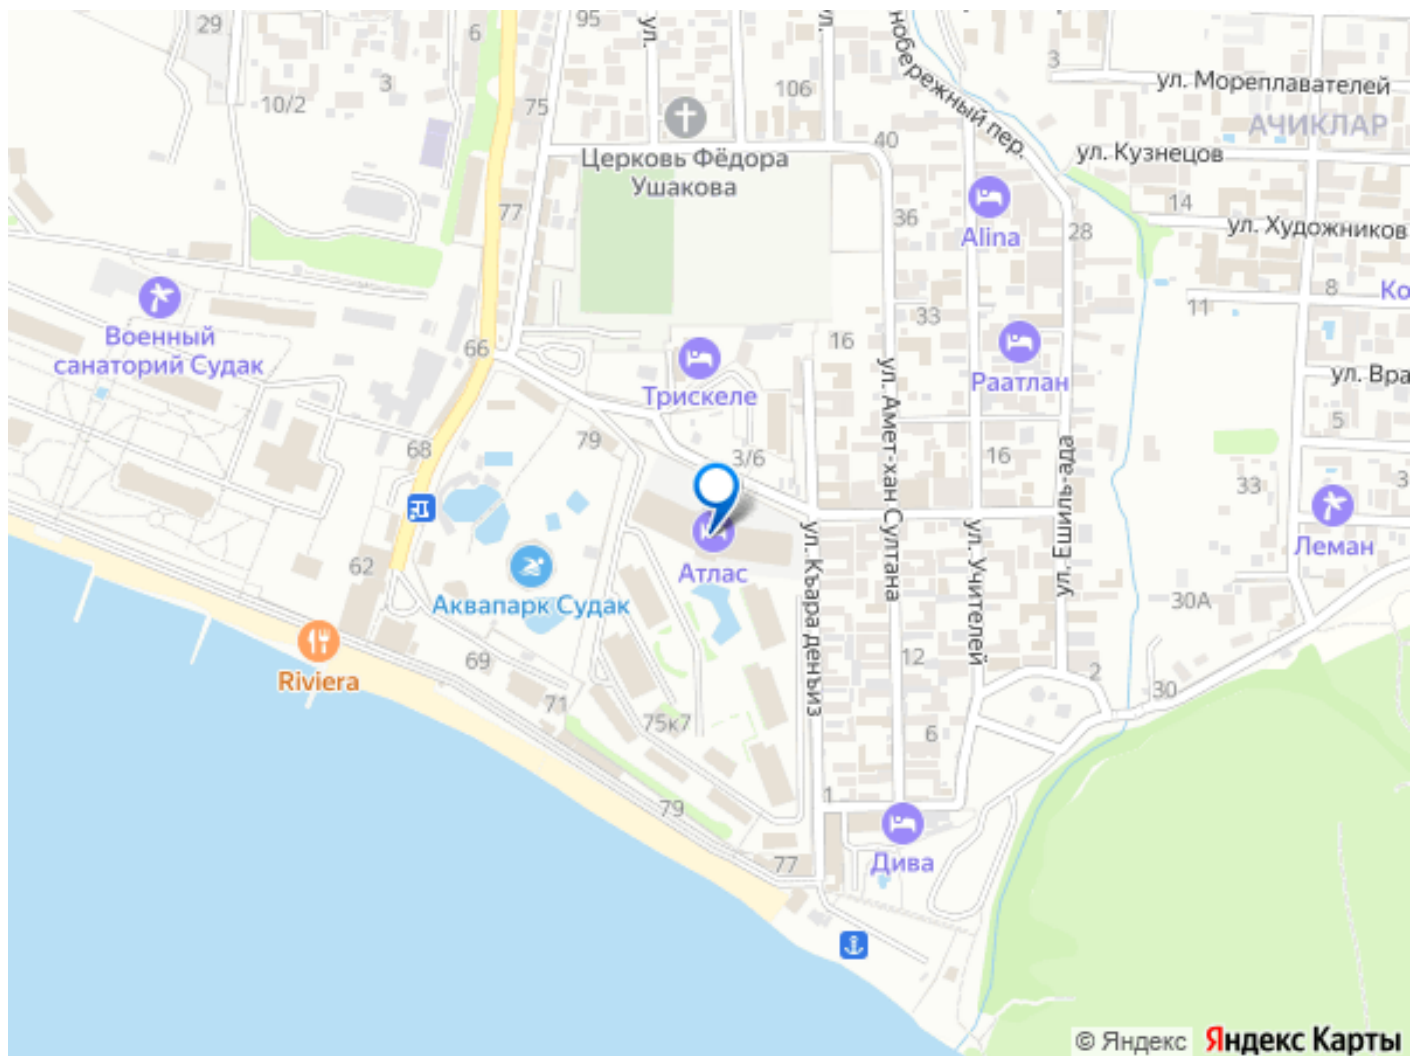 29
6
95
ул.
ул.
нобережный пер.
3
ул. Мореплавателей
3
10/2
75
106
АЧИКЛАР
40
ул. Кузнецов
Церковь Фёдора
Ушакова
14
77
36
Alina
28
ул. Художников
Военный
санаторий Судак
66
33
16
8
Ко
11
Трискеле
Раатлан
ул. Вра
5
ул. Амет-хан Султана
68
79
3/6
16
ул. Ешиль-ада
33
Атлас
Леман
62
Аквапарк Судак
ул. Къара денъиз
ул. Учителей
30А
Riviera
69
12
2
30
71
75к7
6
79
1
77
Дива
© Яндекс
Яндекс Карты